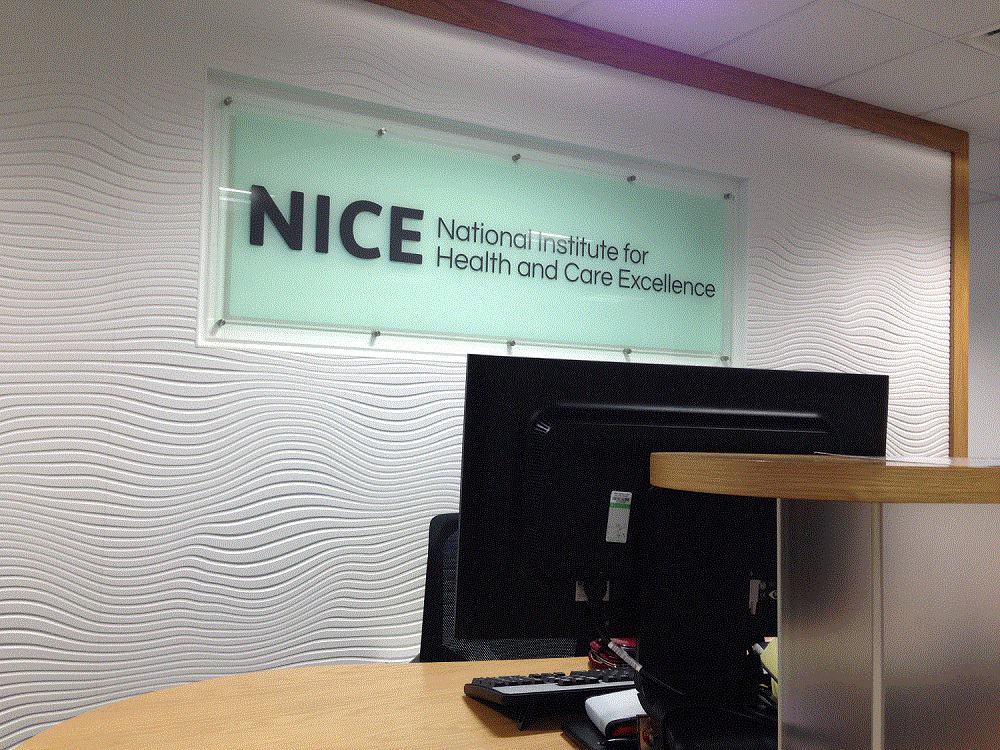 NICE
National Institute for
Health and Care Excellence